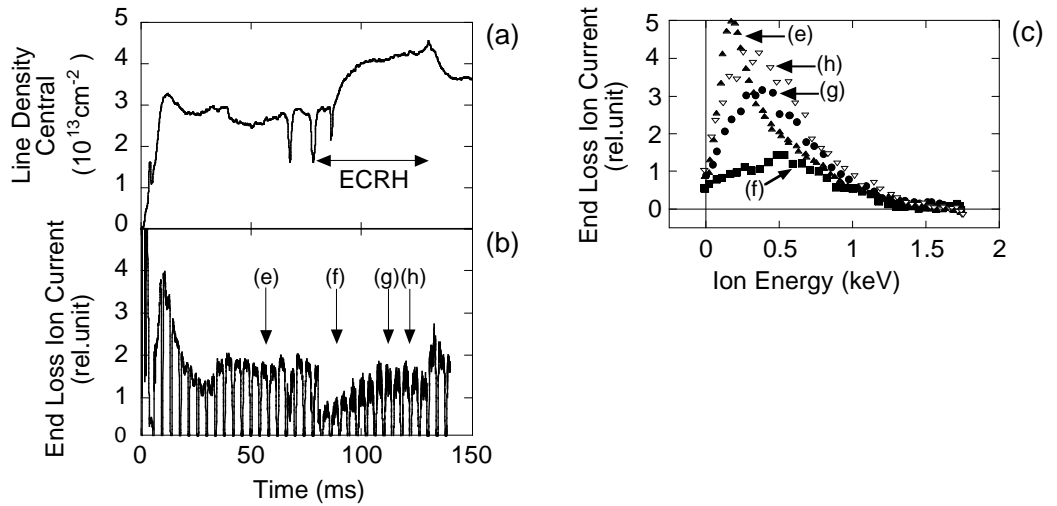 (a)
Line Density
Central
(10¹³cm⁻²)
5
4
3
2
1
0
ECRH
(b)
End Loss Ion Current
(rel.unit)
4
3
2
1
0
(e)
(f)
(g)
(h)
0
50
100
150
Time (ms)
(c)
End Loss Ion Current
(rel.unit)
5
4
3
2
1
0
(e)
(h)
(g)
(f)
0
0.5
1
1.5
2
Ion Energy (keV)